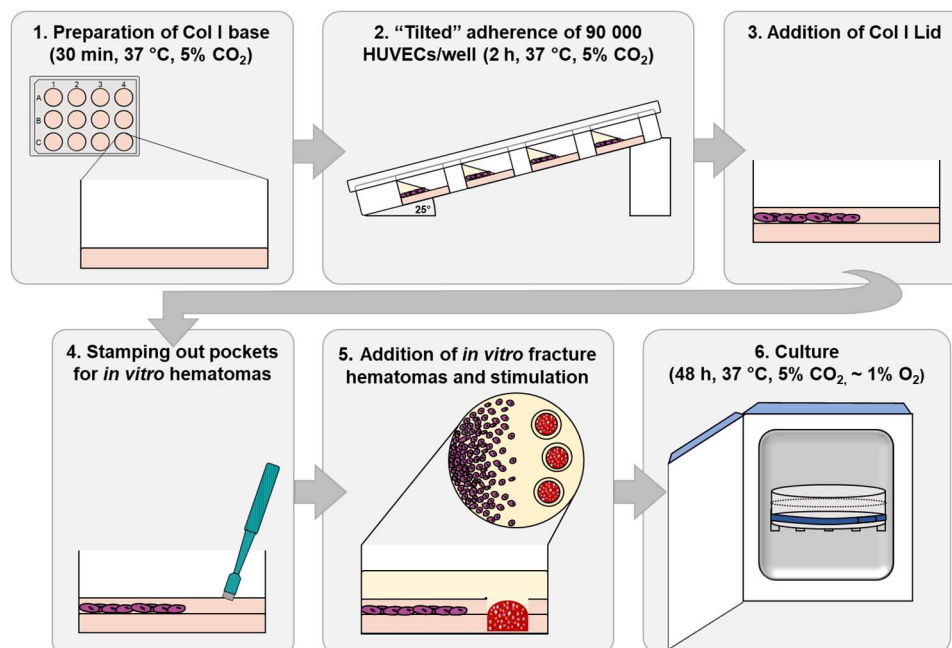 1. Preparation of Col I base
(30 min, 37 °C, 5% CO₂)
1 2 3 4
A
B
C
2. “Tilted” adherence of 90 000
HUVECs/well (2 h, 37 °C, 5% CO₂)
25°
3. Addition of Col I Lid
4. Stamping out pockets
for in vitro hematomas
5. Addition of in vitro fracture
hematomas and stimulation
6. Culture
(48 h, 37 °C, 5% CO₂, ~ 1% O₂)